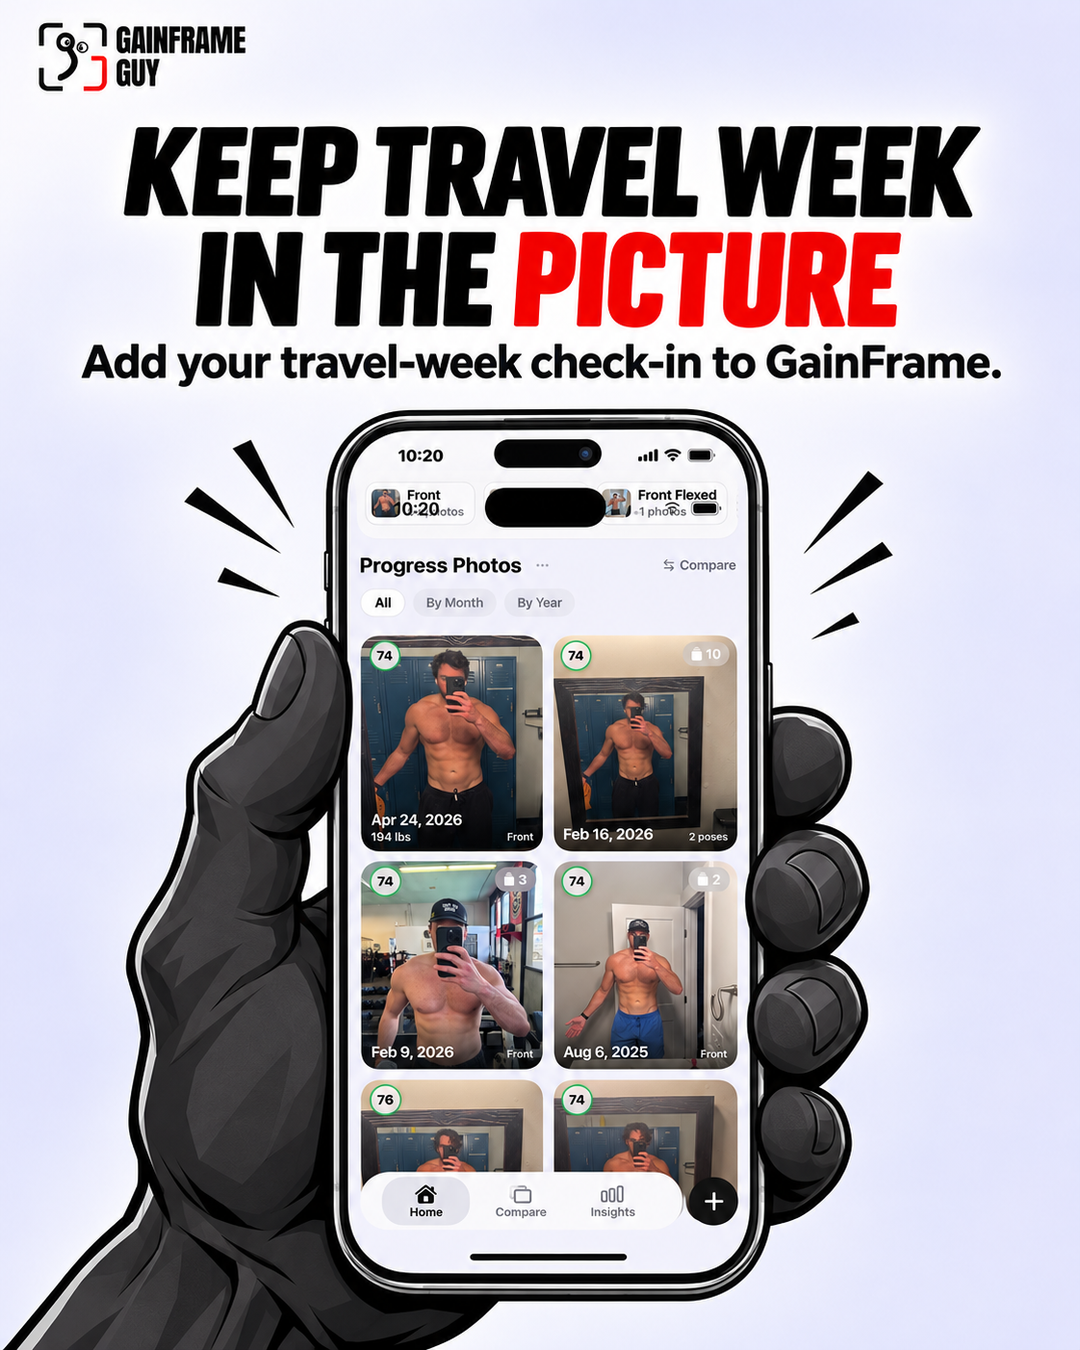 GAINFRAME
GUY
KEEP TRAVEL WEEK
IN THE PICTURE
Add your travel-week check-in to GainFrame.
10:20
Front
Front Flexed
10:20
photos
1 photos
Progress Photos ...
Compare
All
By Month
By Year
74
74
10
Apr 24, 2026
194 lbs
Front
Feb 16, 2026
2 poses
74
3
74
2
Feb 9, 2026
Front
Aug 6, 2025
Front
76
74
Home
Compare
Insights